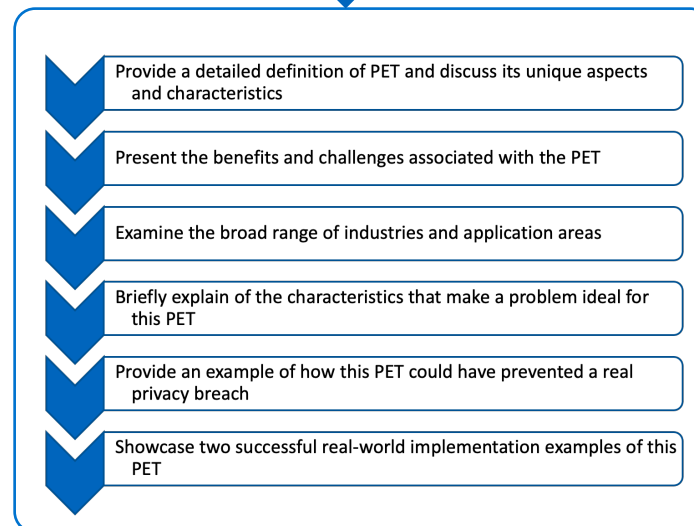 Provide a detailed definition of PET and discuss its unique aspects
and characteristics
Present the benefits and challenges associated with the PET
Examine the broad range of industries and application areas
Briefly explain of the characteristics that make a problem ideal for
this PET
Provide an example of how this PET could have prevented a real
privacy breach
Showcase two successful real-world implementation examples of this
PET